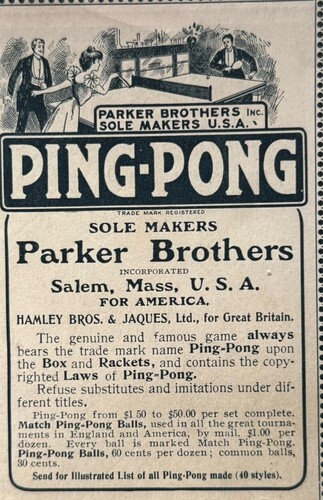 PARKER BROTHERS INC.
SOLE MAKERS U.S.A.
PING-PONG
TRADE MARK REGISTERED
SOLE MAKERS
Parker Brothers
INCORPORATED
Salem, Mass, U. S. A.
FOR AMERICA.
HAMLEY BROS. & JAQUES, Ltd., for Great Britain.
The genuine and famous game always
bears the trade mark name Ping-Pong upon
the Box and Rackets, and contains the copy-
righted Laws of Ping-Pong.
Refuse substitutes and imitations under dif-
ferent titles.
Ping-Pong from $1.50 to $50.00 per set complete.
Match Ping-Pong Balls, used in all the great tourna-
ments in England and America, by mail, $1.00 per
dozen. Every ball is marked Match Ping-Pong.
Ping-Pong Balls, 60 cents per dozen; common balls,
30 cents.
Send for Illustrated List of all Ping-Pong made (40 styles).